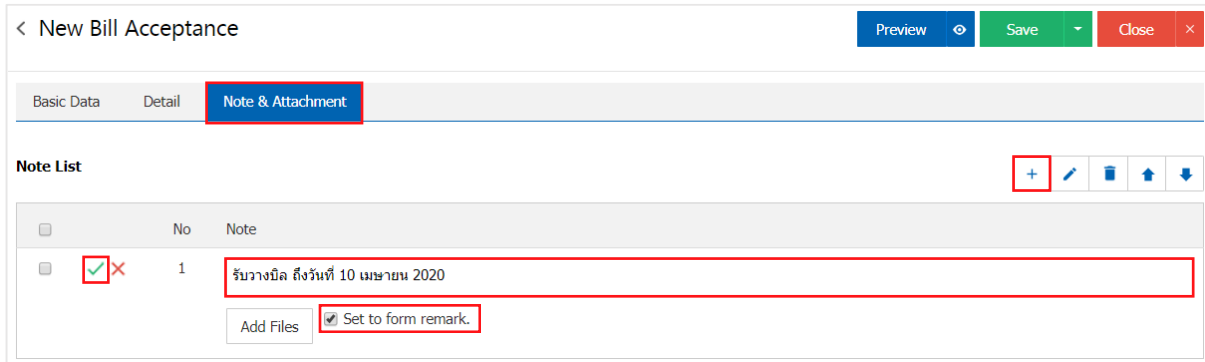 New Bill Acceptance
Preview Save Close
Basic Data Detail Note & Attachment
Note List
No Note
1 รับวางบิล ถึงวันที่ 10 เมษายน 2020
Add Files Set to form remark.